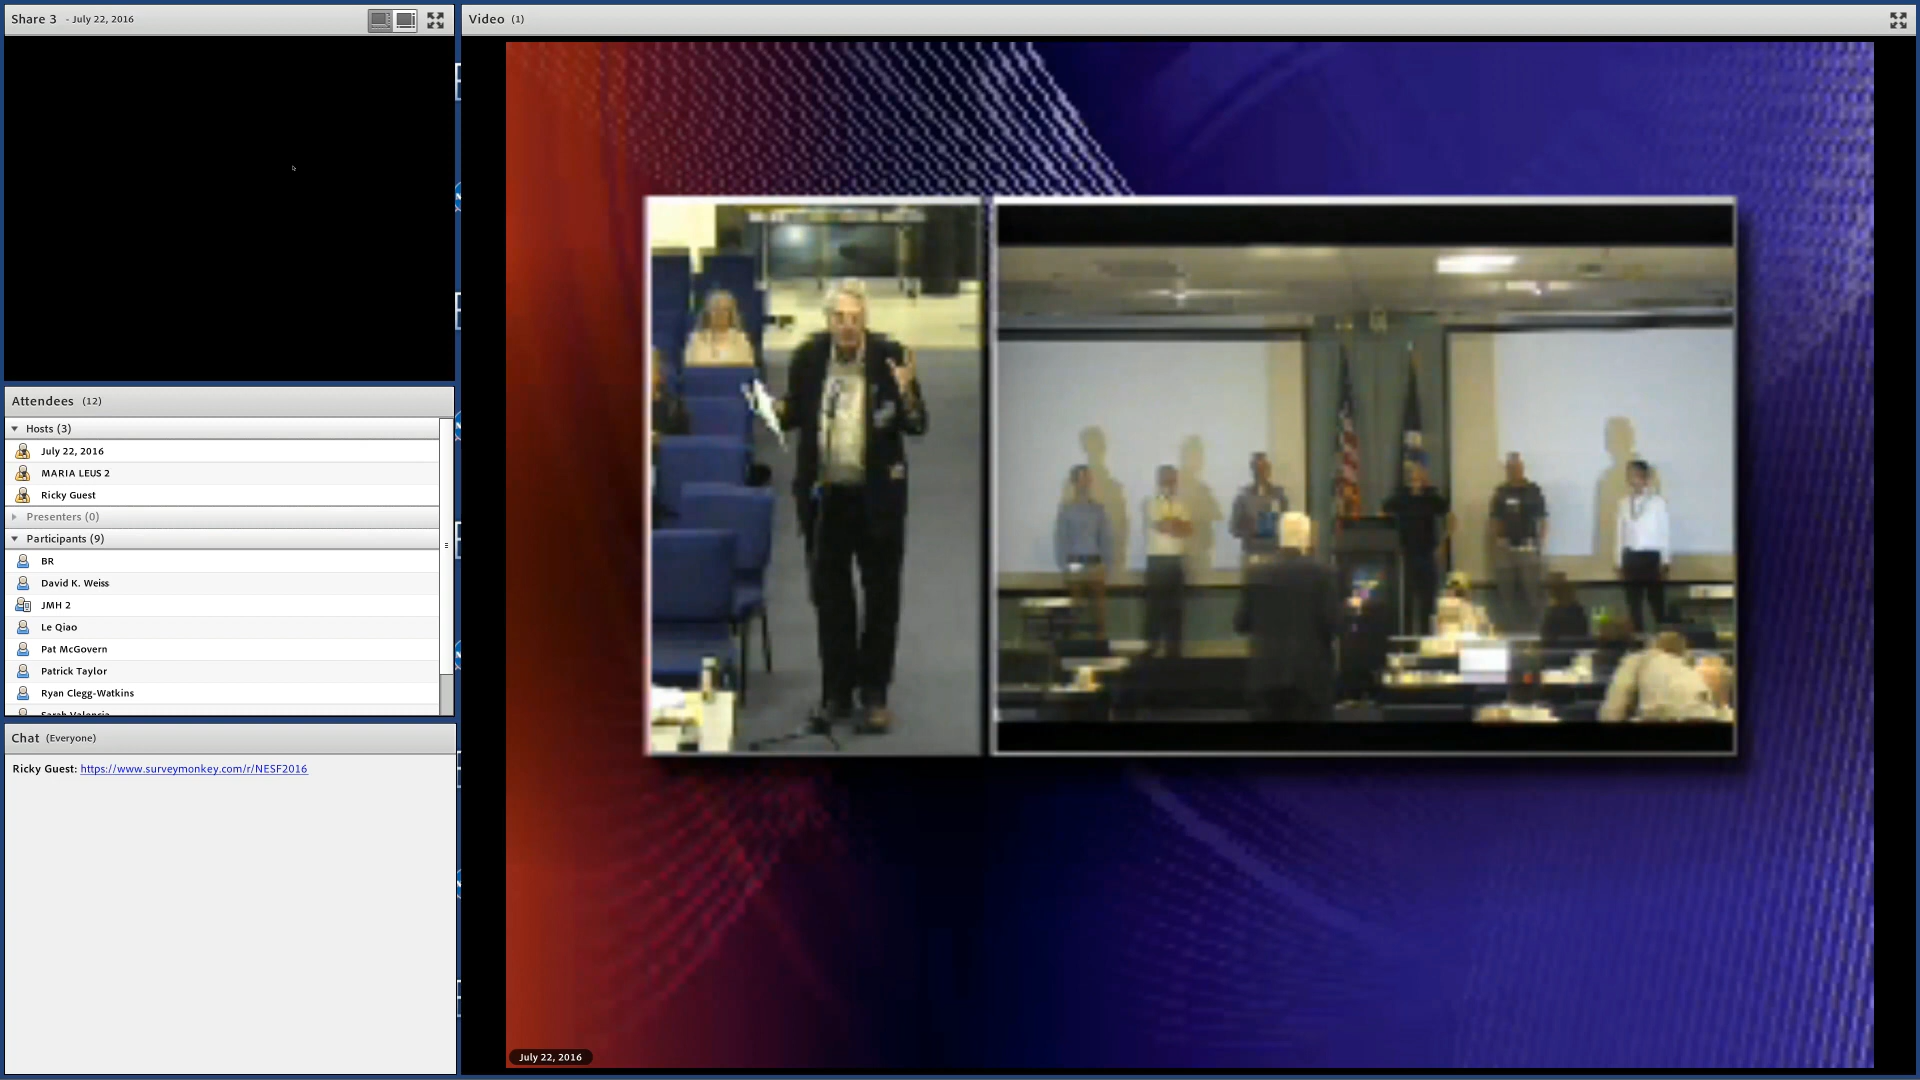 Share 3 - July 22, 2016
Video (1)
Attendees (12)
Hosts (3)
July 22, 2016
MARIA LEUS 2
Ricky Guest
Presenters (0)
Participants (9)
BR
David K. Weiss
JMH 2
Le Qiao
Pat McGovern
Patrick Taylor
Ryan Clegg-Watkins
Sarah Valencia
Chat (Everyone)
Ricky Guest: https://www.surveymonkey.com/r/NESF2016
July 22, 2016